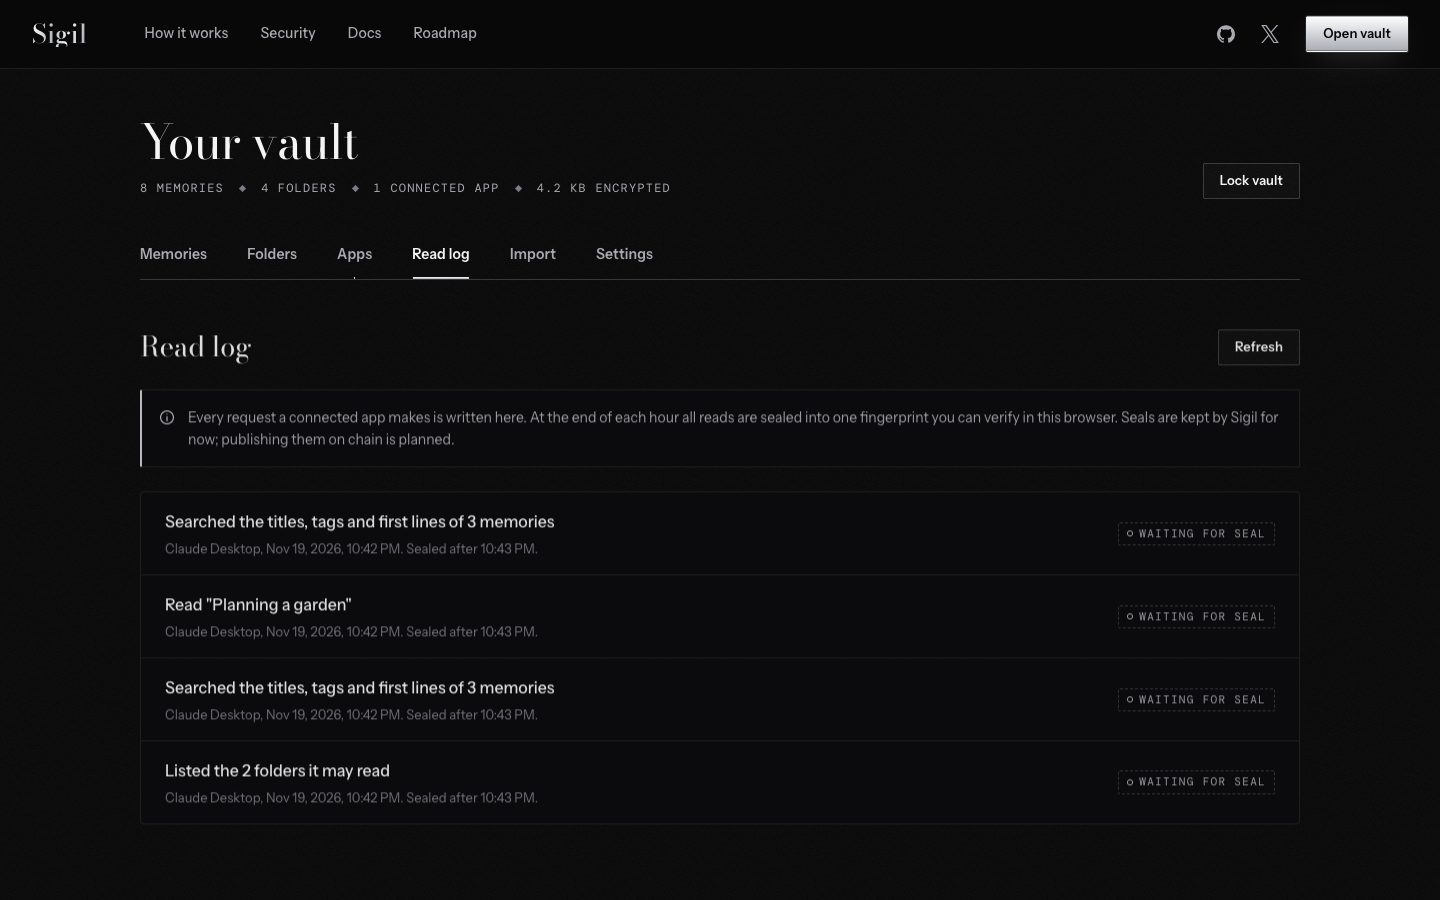 Sigil
How it works
Security
Docs
Roadmap
Open vault
Your vault
8 MEMORIES ◆ 4 FOLDERS ◆ 1 CONNECTED APP ◆ 4.2 KB ENCRYPTED
Lock vault
Memories
Folders
Apps
Read log
Import
Settings
Read log
Refresh
Every request a connected app makes is written here. At the end of each hour all reads are sealed into one fingerprint you can verify in this browser. Seals are kept by Sigil for
now; publishing them on chain is planned.
Searched the titles, tags and first lines of 3 memories
Claude Desktop, Nov 19, 2026, 10:42 PM. Sealed after 10:43 PM.
WAITING FOR SEAL
Read "Planning a garden"
Claude Desktop, Nov 19, 2026, 10:42 PM. Sealed after 10:43 PM.
WAITING FOR SEAL
Searched the titles, tags and first lines of 3 memories
Claude Desktop, Nov 19, 2026, 10:42 PM. Sealed after 10:43 PM.
WAITING FOR SEAL
Listed the 2 folders it may read
Claude Desktop, Nov 19, 2026, 10:42 PM. Sealed after 10:43 PM.
WAITING FOR SEAL